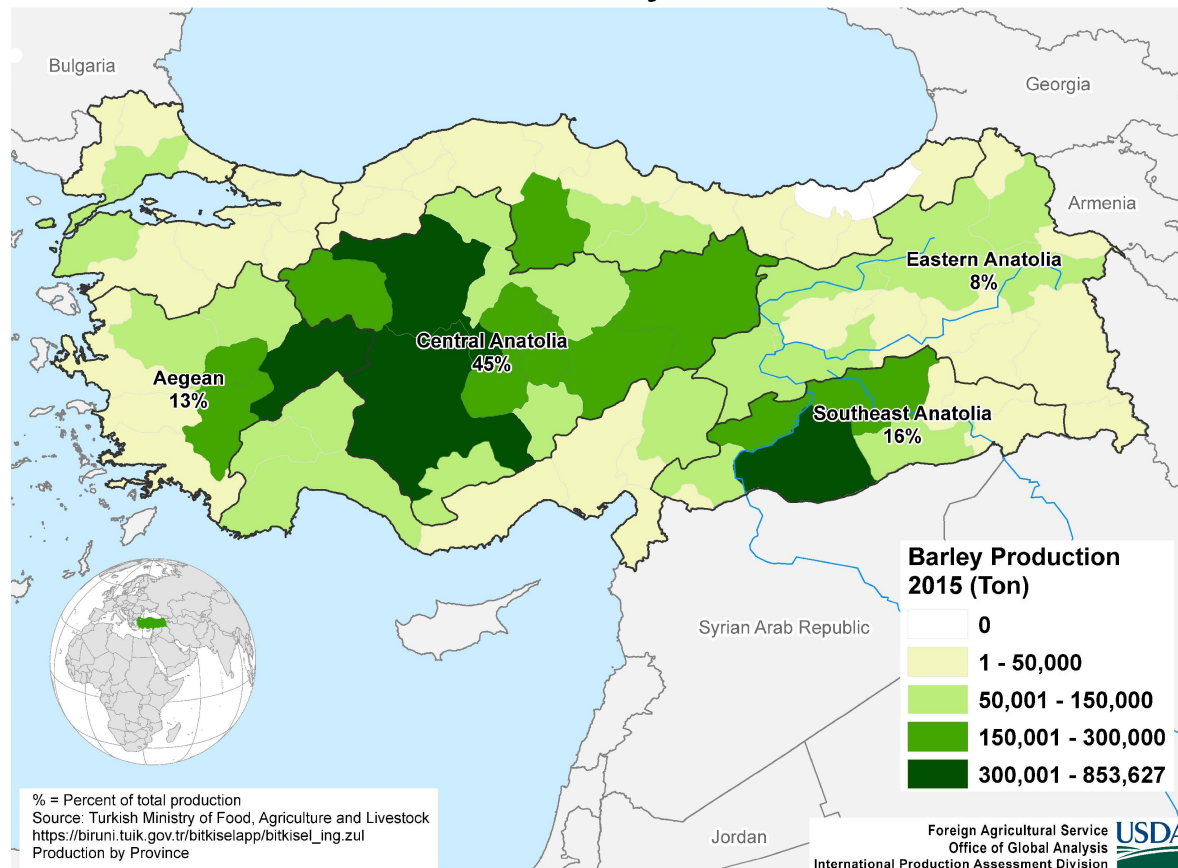 Bulgaria
Georgia
Armenia
Eastern Anatolia
8%
Central Anatolia
45%
Aegean
13%
Southeast Anatolia
16%
Syrian Arab Republic
Jordan
Barley Production
2015 (Ton)
0
1 - 50,000
50,001 - 150,000
150,001 - 300,000
300,001 - 853,627
% = Percent of total production
Source: Turkish Ministry of Food, Agriculture and Livestock
https://biruni.tuik.gov.tr/bitkiselapp/bitkisel_ing.zul
Production by Province
Foreign Agricultural Service
Office of Global Analysis
International Production Assessment Division
USDA